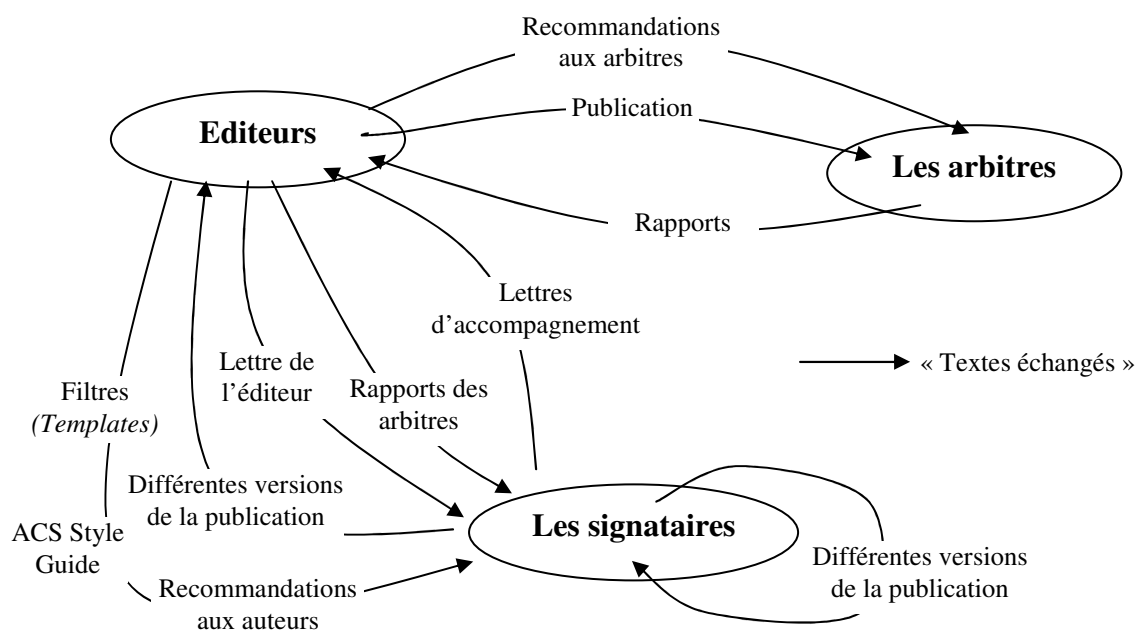 Recommandations
aux arbitres
Publication
Editeurs
Les arbitres
Rapports
Lettres
d’accompagnement
« Textes échangés »
Lettre de
l’éditeur
Rapports des
arbitres
Filtres
(Templates)
Différentes versions
de la publication
ACS Style
Guide
Les signataires
Différentes versions
de la publication
Recommandations
aux auteurs